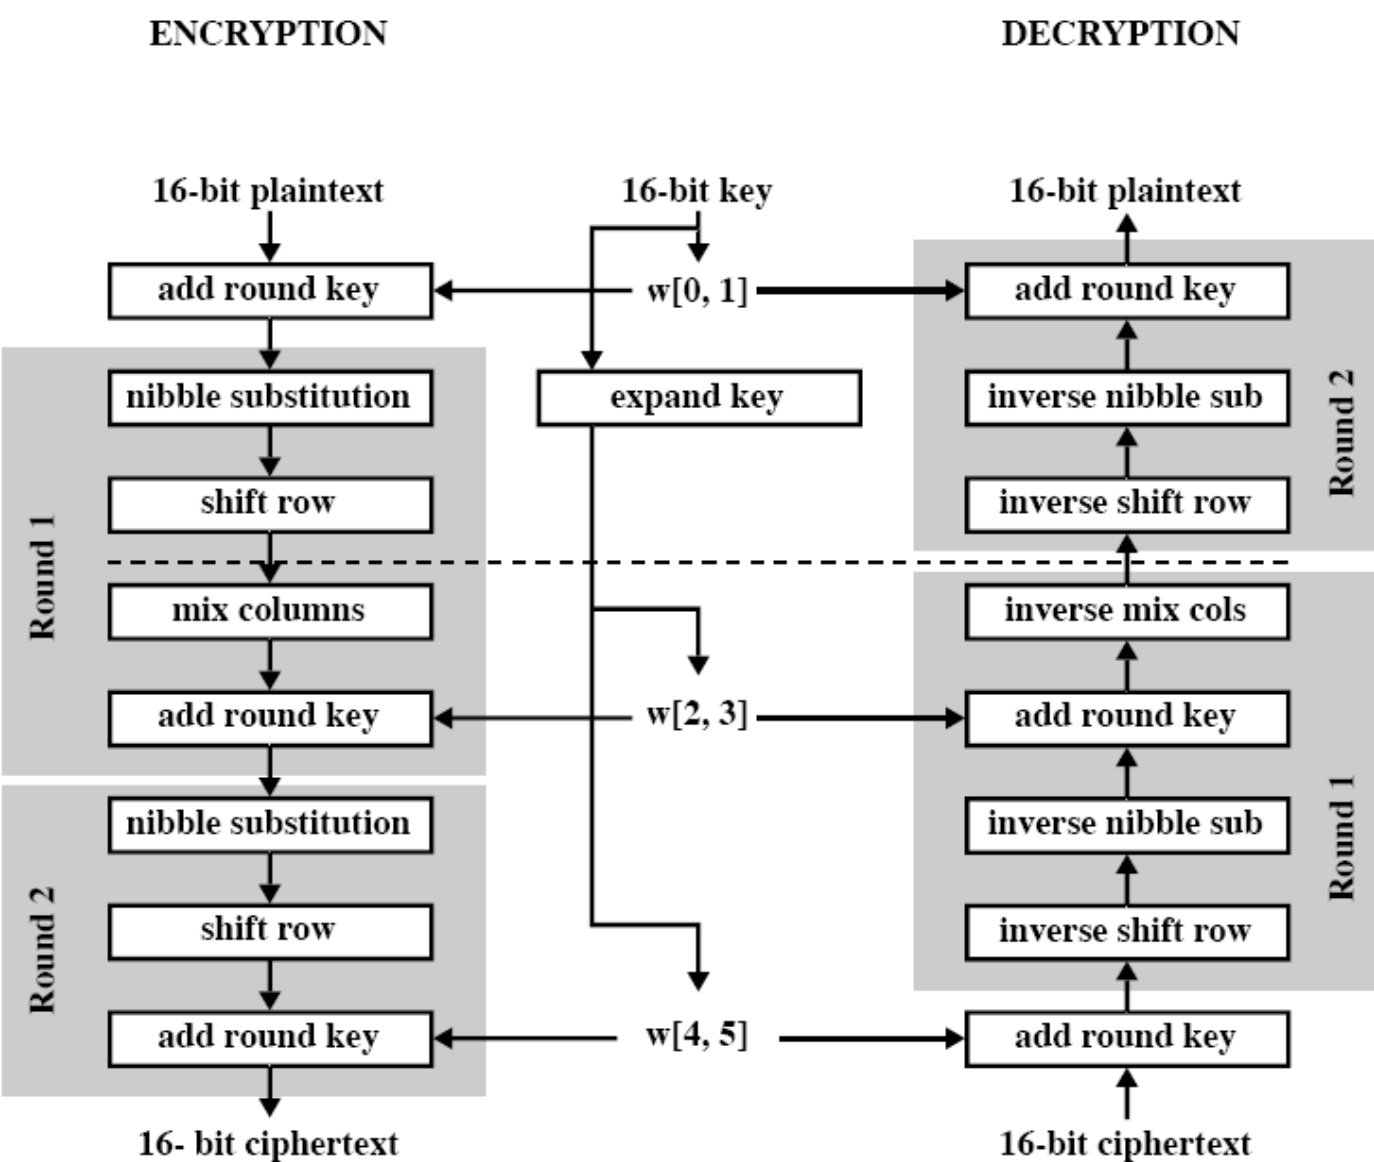 ENCRYPTION
DECRYPTION
16-bit plaintext
16-bit key
16-bit plaintext
add round key
w[0, 1]
add round key
nibble substitution
expand key
inverse nibble sub
Round 2
shift row
inverse shift row
Round 1
mix columns
inverse mix cols
add round key
w[2, 3]
add round key
nibble substitution
inverse nibble sub
Round 1
Round 2
shift row
inverse shift row
add round key
w[4, 5]
add round key
16- bit ciphertext
16-bit ciphertext